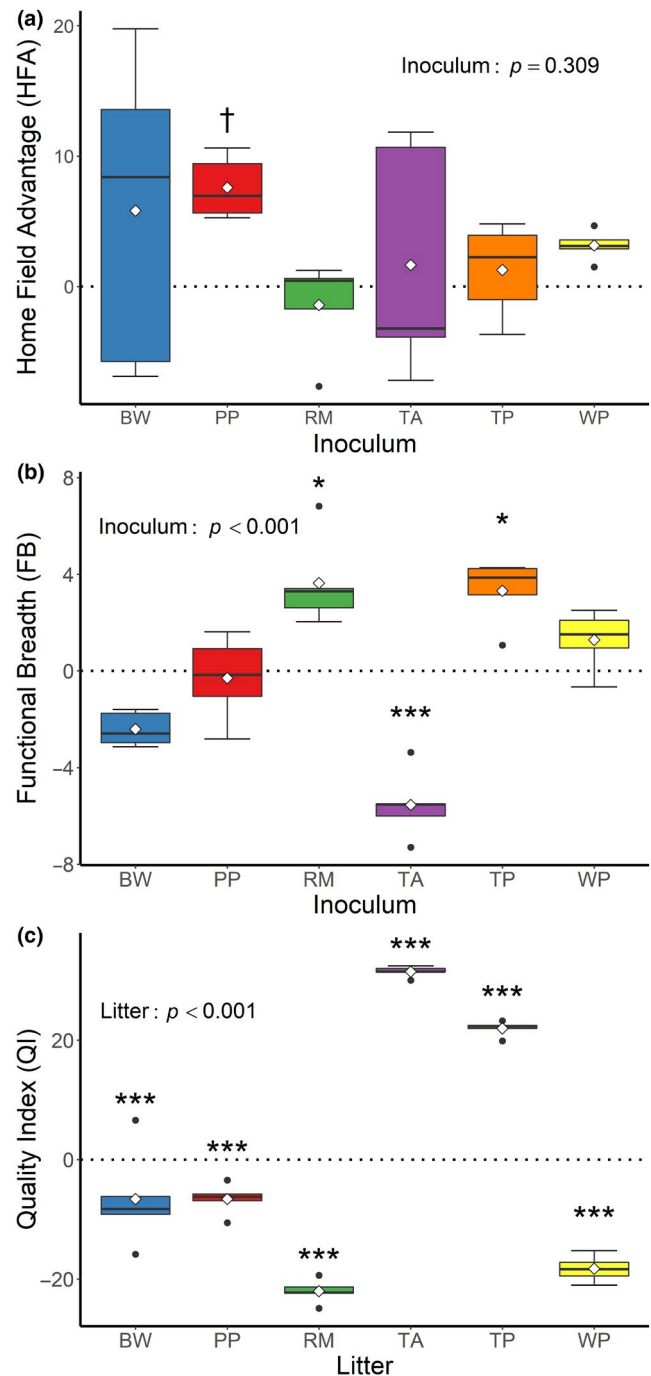 (a)
Home Field Advantage (HFA)
20
10
0
Inoculum: p = 0.309
†
BW PP RM TA TP WP
Inoculum
(b)
Functional Breadth (FB)
8
4
0
−4
−8
Inoculum: p < 0.001
* *
***
BW PP RM TA TP WP
Inoculum
(c)
Quality Index (QI)
20
0
−20
Litter: p < 0.001
***
***
***
***
***
***
BW PP RM TA TP WP
Litter